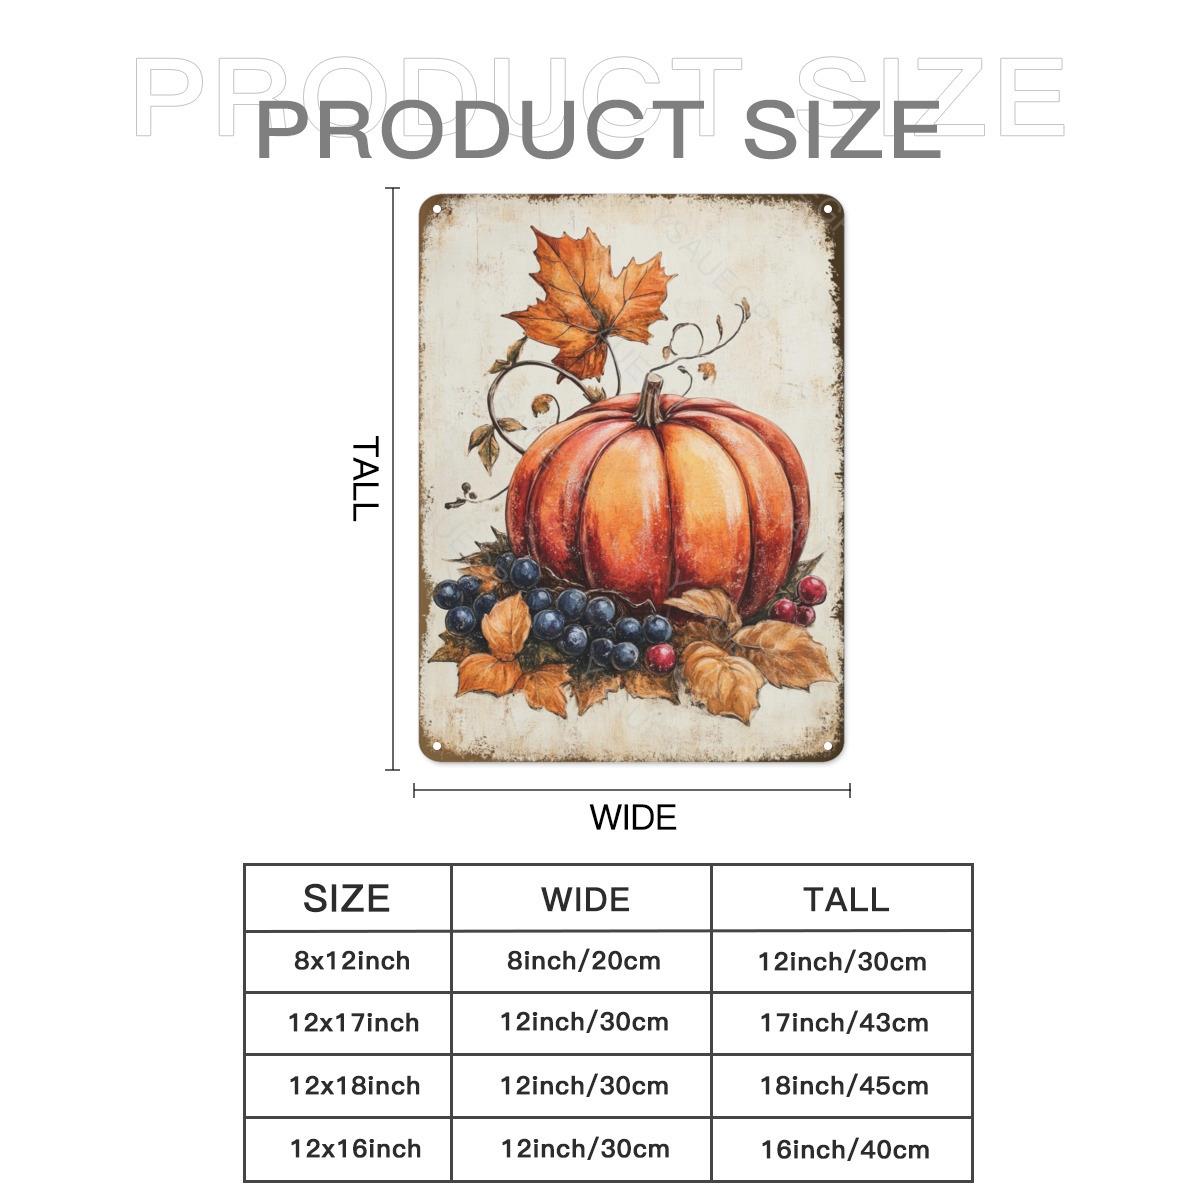 PRODUCT SIZE
PRODUCT SIZE
TALL
WIDE
SIZE WIDE TALL
8x12inch 8inch/20cm 12inch/30cm
12x17inch 12inch/30cm 17inch/43cm
12x18inch 12inch/30cm 18inch/45cm
12x16inch 12inch/30cm 16inch/40cm